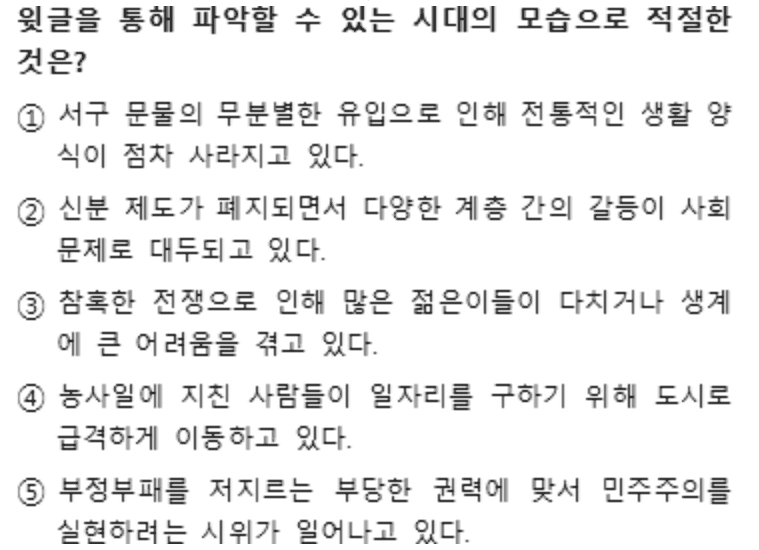 윗글을 통해 파악할 수 있는 시대의 모습으로 적절한
것은?
① 서구 문물의 무분별한 유입으로 인해 전통적인 생활 양
식이 점차 사라지고 있다.
② 신분 제도가 폐지되면서 다양한 계층 간의 갈등이 사회
문제로 대두되고 있다.
③ 참혹한 전쟁으로 인해 많은 젊은이들이 다치거나 생계
에 큰 어려움을 겪고 있다.
④ 농사일에 지친 사람들이 일자리를 구하기 위해 도시로
급격하게 이동하고 있다.
⑤ 부정부패를 저지르는 부당한 권력에 맞서 민주주의를
실현하려는 시위가 일어나고 있다.